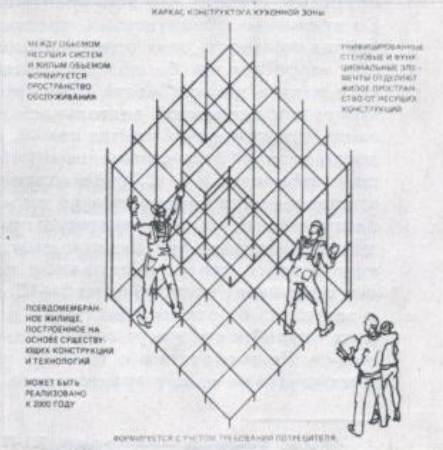 КАРКАС КОНСТРУКТОРА КУХОННОЙ ЗОНЫ
МЕЖДУ ОБЪЕМОМ
НЕСУЩИХ СИСТЕМ
И ЖИЛЫМ ОБЪЕМОМ
ФОРМИРУЕТСЯ
ПРОСТРАНСТВО
ОБСЛУЖИВАНИЯ
УНИФИЦИРОВАННЫЕ
СТЕНОВЫЕ И ФУНК-
ЦИОНАЛЬНЫЕ ЭЛЕ-
МЕНТЫ ОТДЕЛЯЮТ
ЖИЛОЕ ПРОСТРАН-
СТВО ОТ НЕСУЩИХ
КОНСТРУКЦИЙ
ПСЕВДОМЕМБРАН-
НОЕ ЖИЛИЩЕ,
ПОСТРОЕННОЕ НА
ОСНОВЕ СУЩЕСТВУ-
ЮЩИХ КОНСТРУКЦИЙ
И ТЕХНОЛОГИЙ
МОЖЕТ БЫТЬ
РЕАЛИЗОВАНО
К 2000 ГОДУ
ФОРМИРУЕТСЯ С УЧЕТОМ ТРЕБОВАНИЙ ПОТРЕБИТЕЛЯ,